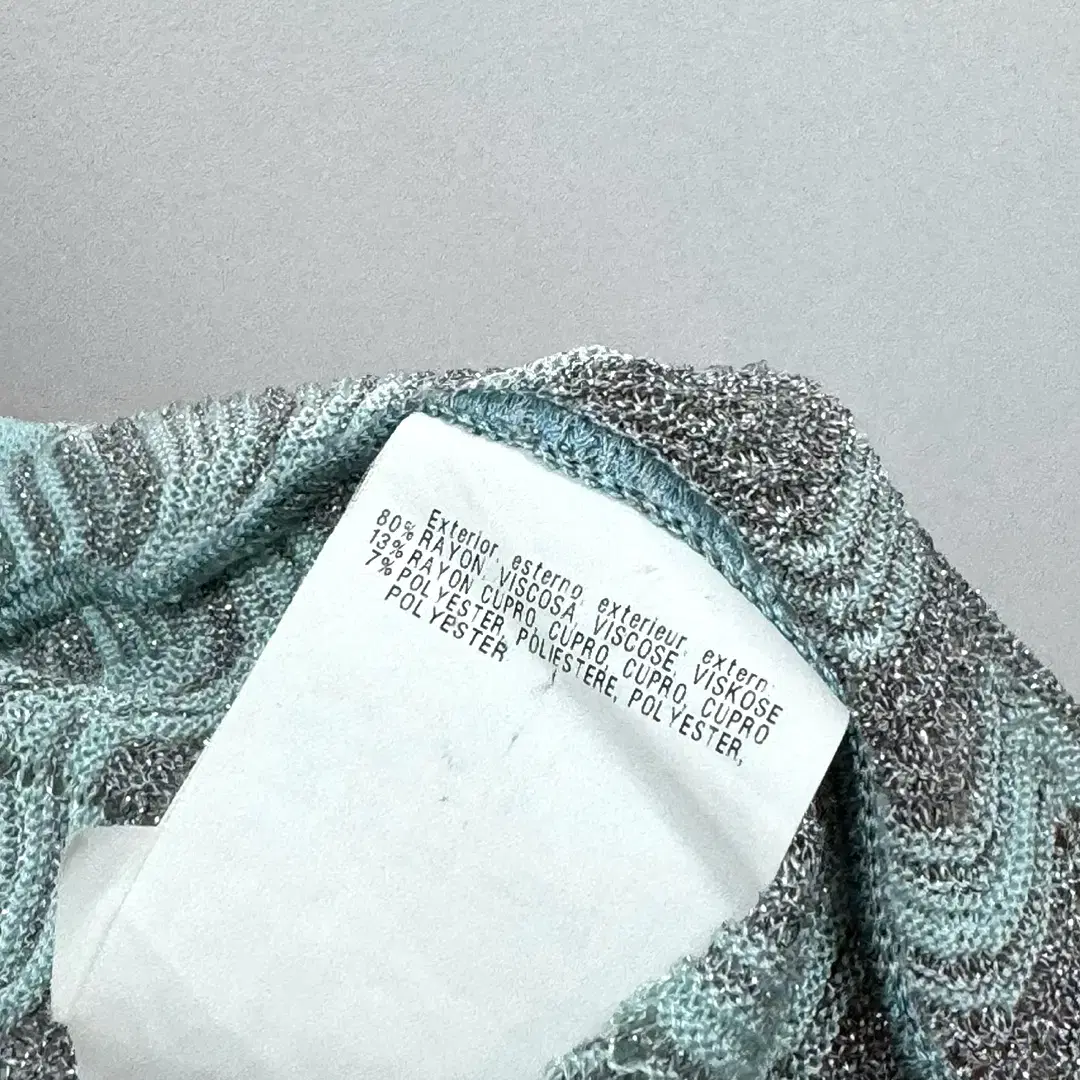 Exterior, esterno, exterieur, extern:
80% RAYON, VISCOSA, VISCOSE, VISKOSE
13% RAYON CUPRO, CUPRO, CUPRO, CUPRO
7% POLYESTER, POLIESTERE, POLYESTER,
POLYESTER